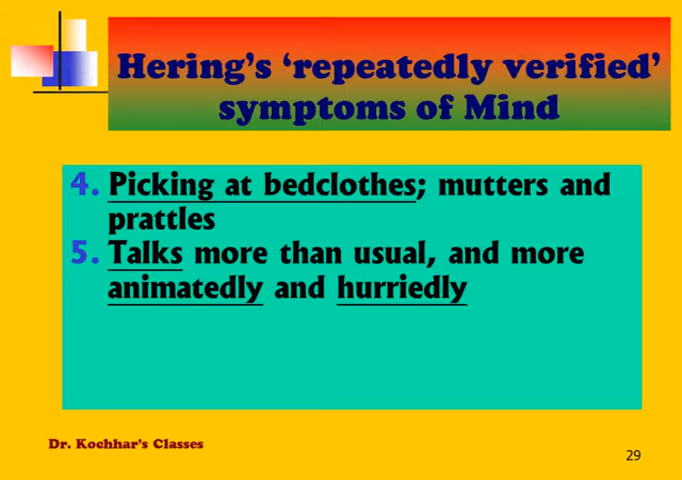 Hering's 'repeatedly verified'
symptoms of Mind
4. Picking at bedclothes; mutters and
prattles
5. Talks more than usual, and more
animatedly and hurriedly
Dr. Kochhar's Classes
29